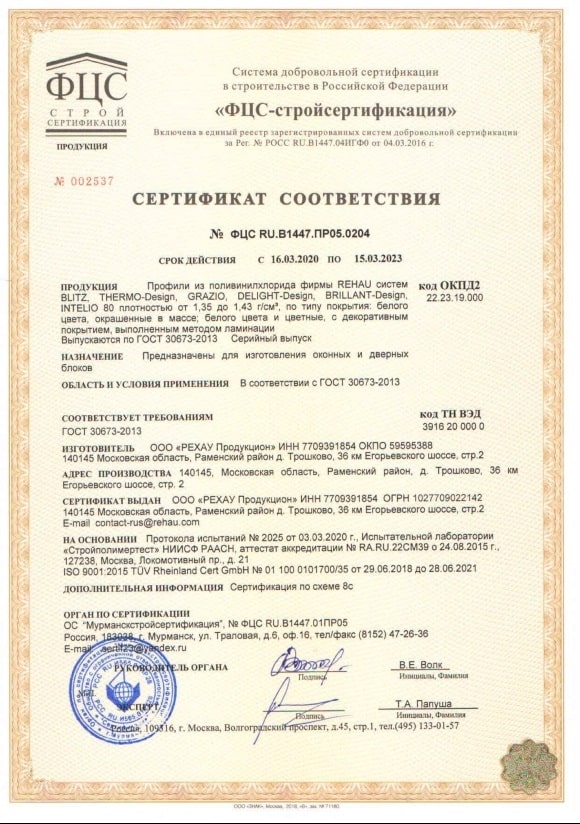 ФЦС
СТРОЙ
СЕРТИФИКАЦИЯ
ПРОДУКЦИЯ
Система добровольной сертификации
в строительстве в Российской Федерации
«ФЦС-стройсертификация»
Включена в единый реестр зарегистрированных систем добровольной сертификации
за Рег. № РОСС RU.В1447.04ИГФ0 от 04.03.2016 г.
№ 002537
СЕРТИФИКАТ СООТВЕТСТВИЯ
№ ФЦС RU.В1447.ПР05.0204
СРОК ДЕЙСТВИЯ С 16.03.2020 ПО 15.03.2023
ПРОДУКЦИЯ Профили из поливинилхлорида фирмы REHAU систем
BLITZ, THERMO-Design, GRAZIO, DELIGHT-Design, BRILLANT-Design,
INTELIO 80 плотностью от 1,35 до 1,43 г/см³, по типу покрытия: белого
цвета, окрашенные в массе; белого цвета и цветные, с декоративным
покрытием, выполненным методом ламинации
Выпускаются по ГОСТ 30673-2013 Серийный выпуск
код ОКПД2
22.23.19.000
НАЗНАЧЕНИЕ Предназначены для изготовления оконных и дверных
блоков
ОБЛАСТЬ И УСЛОВИЯ ПРИМЕНЕНИЯ В соответствии с ГОСТ 30673-2013
СООТВЕТСТВУЕТ ТРЕБОВАНИЯМ
ГОСТ 30673-2013
код ТН ВЭД
3916 20 000 0
ИЗГОТОВИТЕЛЬ ООО «РЕХАУ Продукцион» ИНН 7709391854 ОКПО 59595388
140145 Московская область, Раменский район д. Трошково, 36 км Егорьевского шоссе, стр.2
АДРЕС ПРОИЗВОДСТВА 140145, Московская область, Раменский район, д. Трошково, 36 км
Егорьевского шоссе, стр. 2
СЕРТИФИКАТ ВЫДАН ООО «РЕХАУ Продукцион» ИНН 7709391854 ОГРН 1027709022142
140145 Московская область, Раменский район д. Трошково, 36 км Егорьевского шоссе, стр.2
E-mail contact-rus@rehau.com
НА ОСНОВАНИИ Протокола испытаний № 2025 от 03.03.2020 г., Испытательной лаборатории
«Стройполимертест» НИИСФ РААСН, аттестат аккредитации № RA.RU.22СМ39 о 24.08.2015 г.,
127238, Москва, Локомотивный пр., д. 21
ISO 9001:2015 TÜV Rheinland Cert GmbH № 01 100 0101700/35 от 29.06.2018 до 28.06.2021
ДОПОЛНИТЕЛЬНАЯ ИНФОРМАЦИЯ Сертификация по схеме 8с
ОРГАН ПО СЕРТИФИКАЦИИ
ОС "Мурманскстройсертификация", № ФЦС RU.В1447.01ПР05
Россия, 183038, г. Мурманск, ул. Траловая, д.6, оф.16, тел/факс (8152) 47-26-36
E-mail: sertif23@yandex.ru
РУКОВОДИТЕЛЬ ОРГАНА
Подпись
В.Е. Волк
Инициалы, Фамилия
ЭКСПЕРТ
Подпись
Т.А. Папуша
Инициалы, Фамилия
Россия, 109316, г. Москва, Волгоградский проспект, д.45, стр.1, тел.(495) 133-01-57